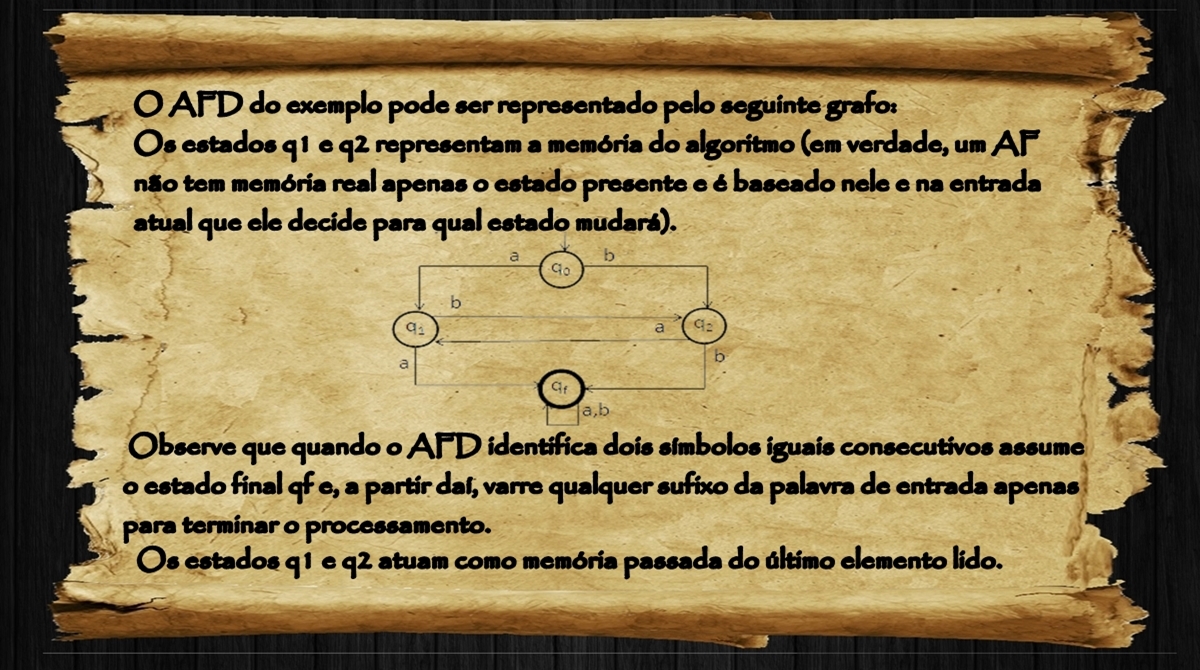 O AFD do exemplo pode ser representado pelo seguinte grafo:
Os estados q1 e q2 representam a memória do algoritmo (em verdade, um AF
não tem memória real apenas o estado presente e é baseado nele e na entrada
atual que ele decide para qual estado mudará).
a q0 b
b
q1 a q2
a b
qf
a,b
Observe que quando o AFD identifica dois símbolos iguais consecutivos assume
o estado final qf e, a partir daí, varre qualquer sufixo da palavra de entrada apenas
para terminar o processamento.
Os estados q1 e q2 atuam como memória passada do último elemento lido.